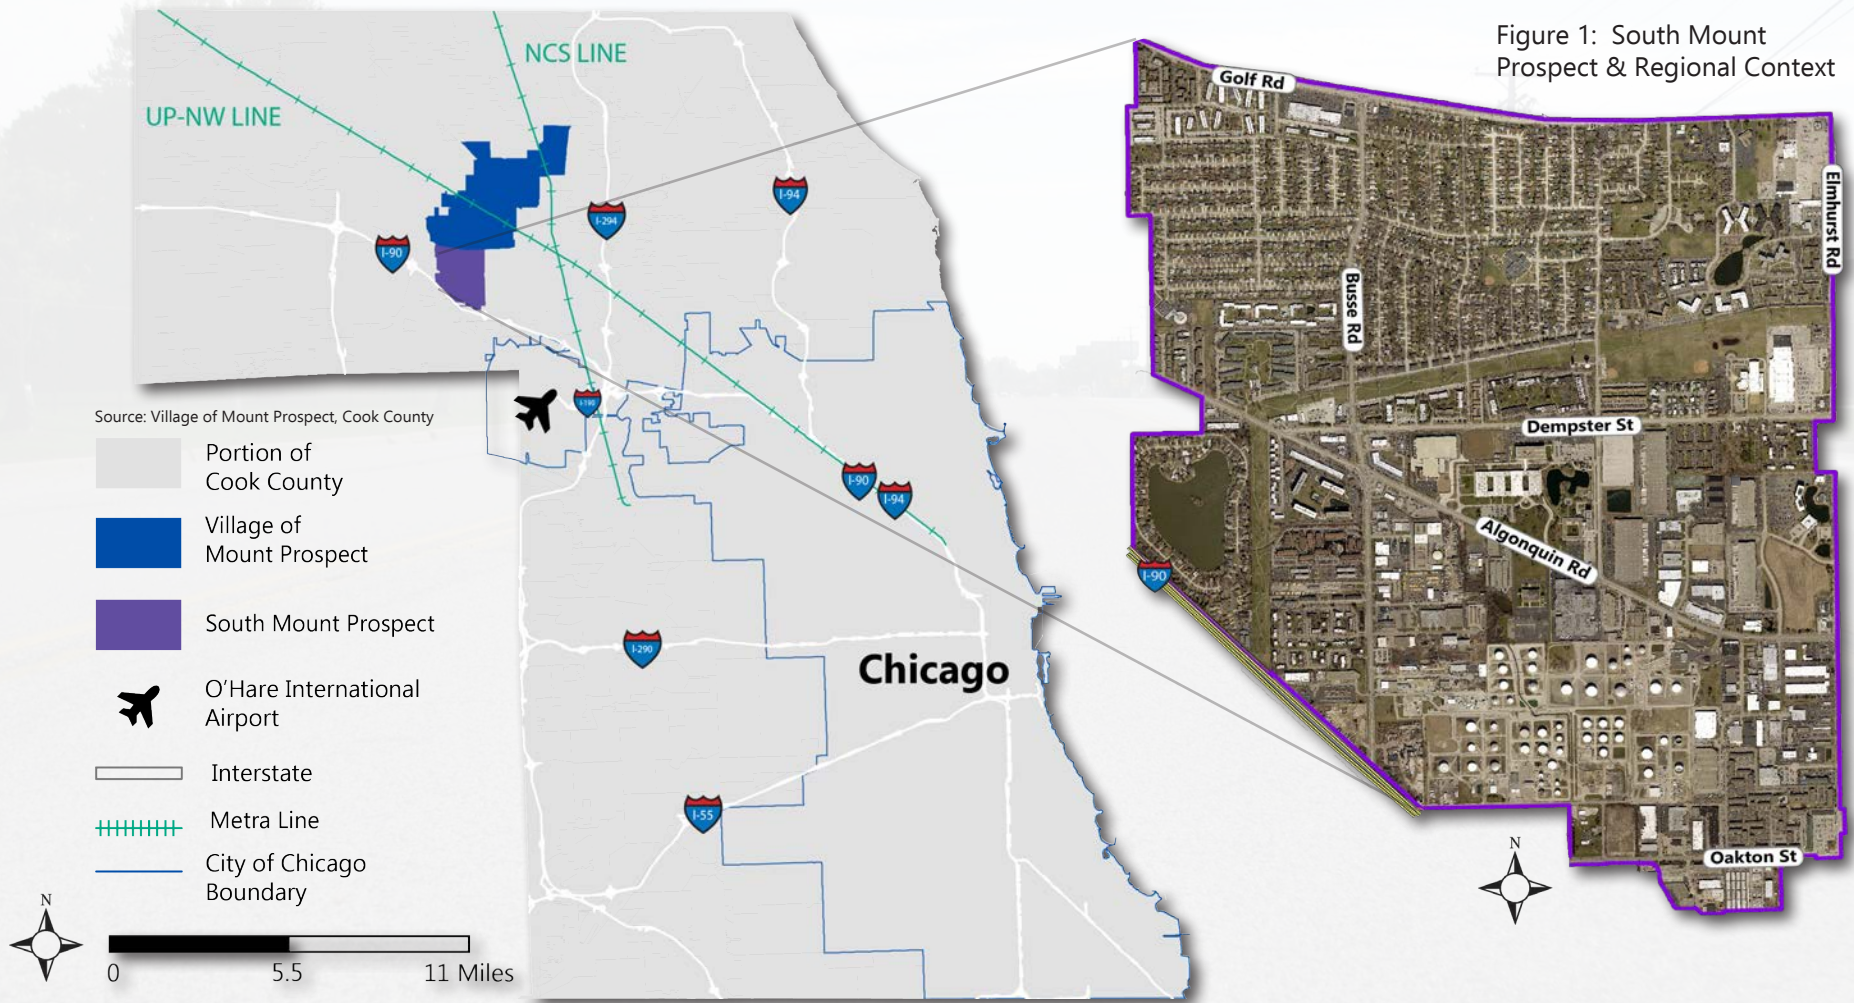 Figure 1:  South Mount
Prospect & Regional Context
NCS LINE
UP-NW LINE
I-94
I-294
I-90
I-190
I-90
I-94
I-290
Chicago
I-55
Golf Rd
Elmhurst Rd
Busse Rd
Dempster St
Algonquin Rd
I-90
Oakton St
N
Source: Village of Mount Prospect, Cook County
Portion of
Cook County
Village of
Mount Prospect
South Mount Prospect
O'Hare International
Airport
Interstate
Metra Line
City of Chicago
Boundary
N
0
5.5
11 Miles